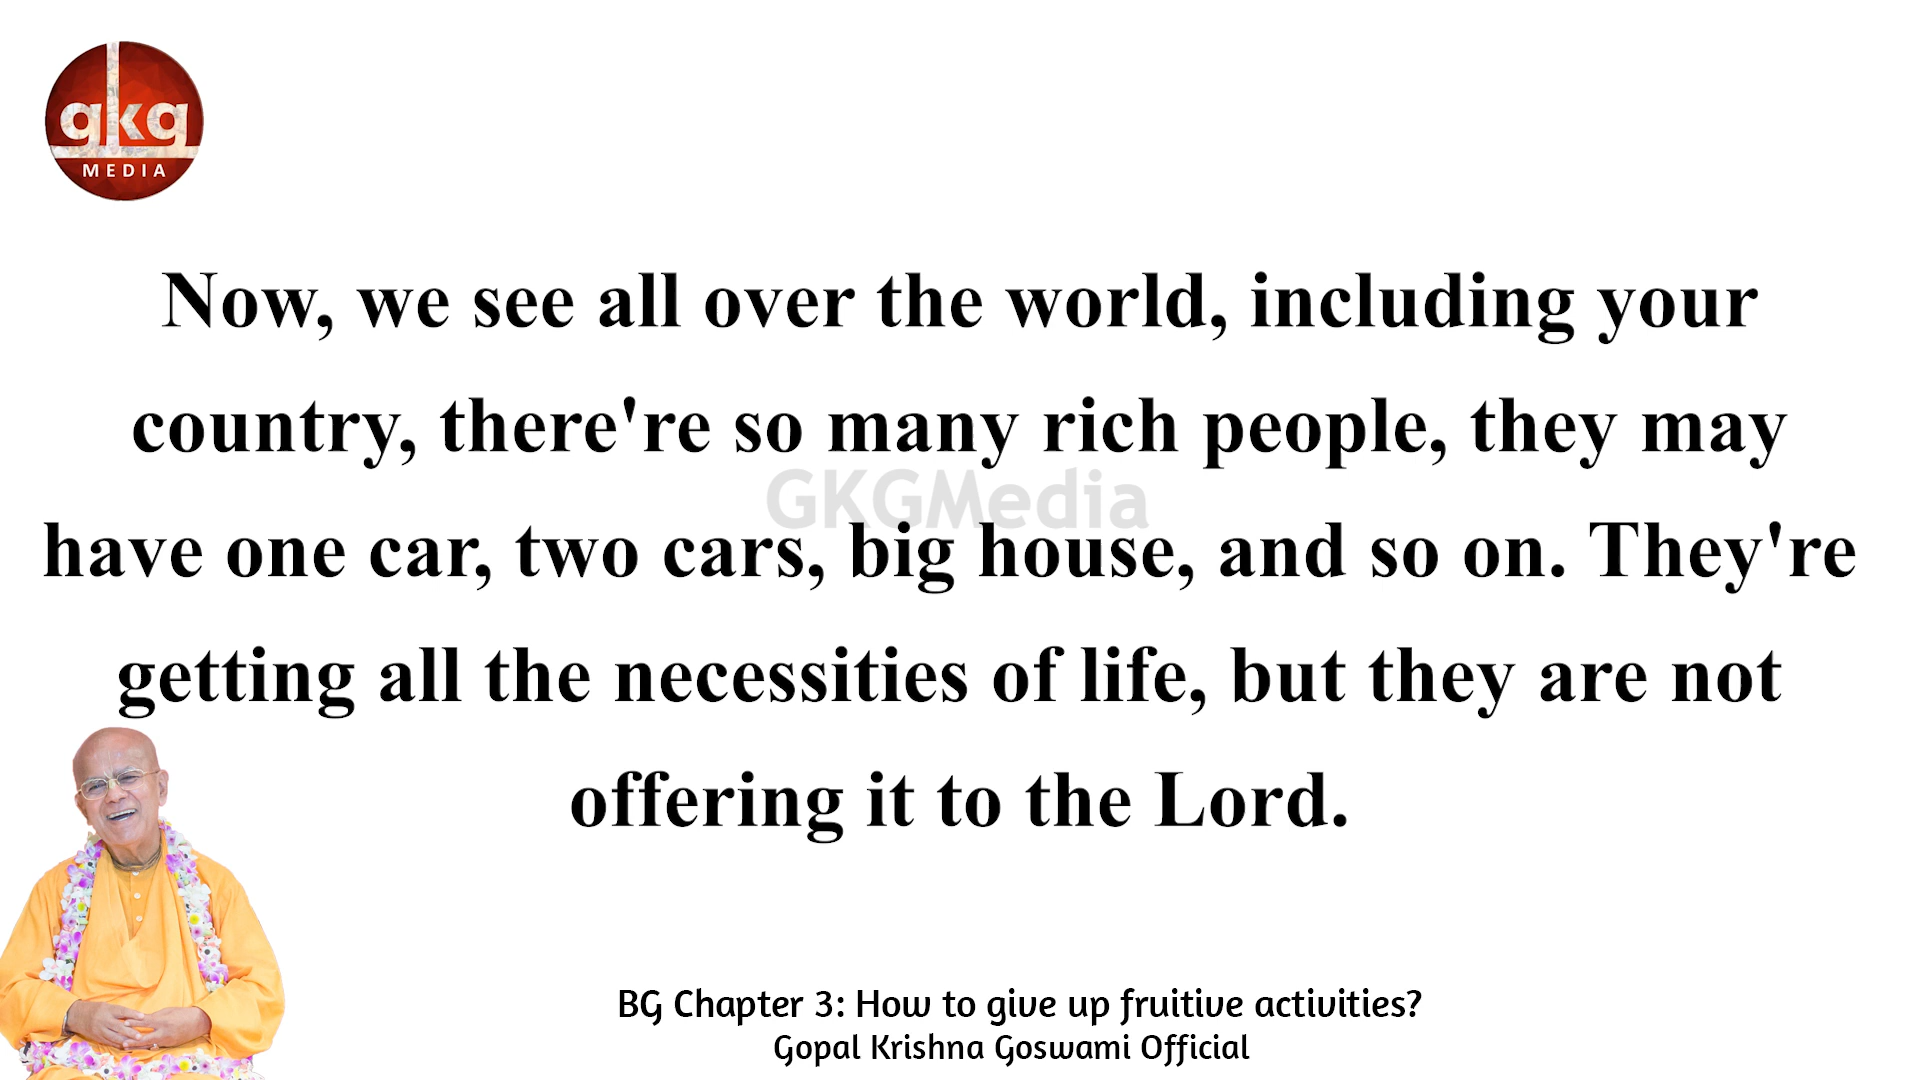 gkg
MEDIA
Now, we see all over the world, including your
country, there're so many rich people, they may
GKGMedia
have one car, two cars, big house, and so on. They're
getting all the necessities of life, but they are not
offering it to the Lord.
BG Chapter 3: How to give up fruitive activities?
Gopal Krishna Goswami Official